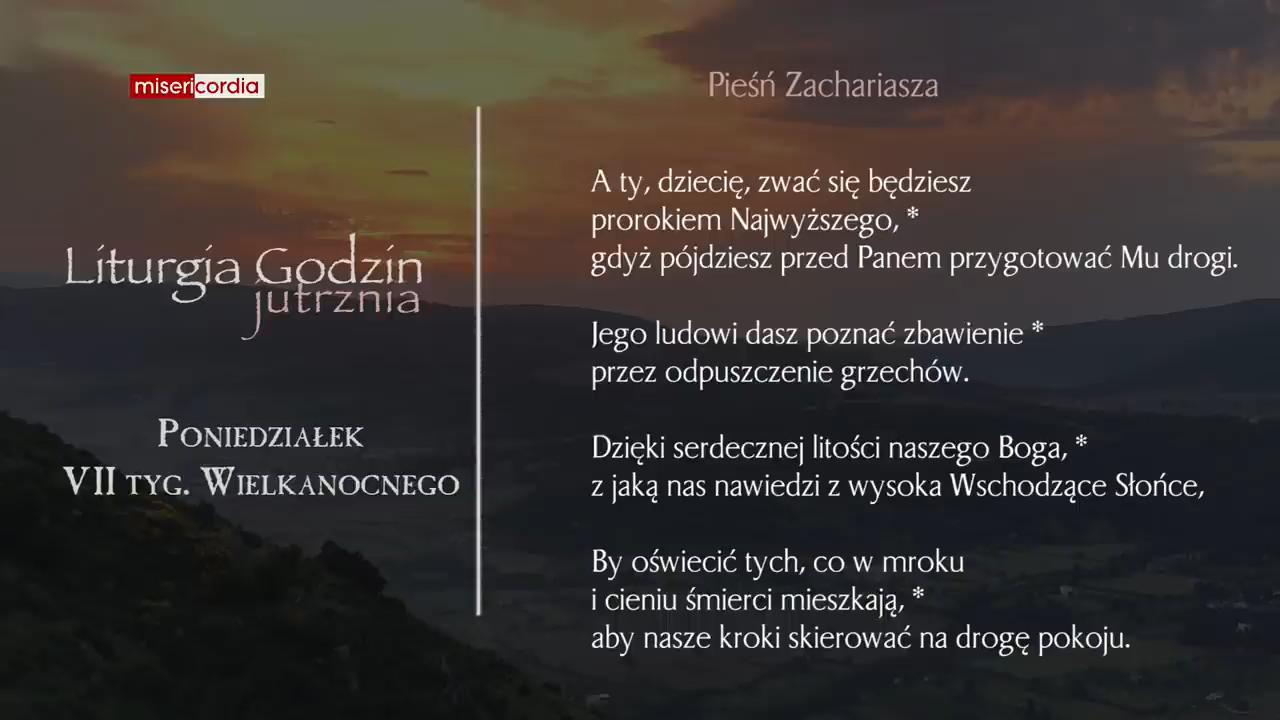 misericordia
Pieśń Zachariasza
Liturgia Godzin
jutrznia
Poniedziałek
VII tyg. Wielkanocnego
A ty, dziecię, zwać się będziesz
prorokiem Najwyższego, *
gdyż pójdziesz przed Panem przygotować Mu drogi.
Jego ludowi dasz poznać zbawienie *
przez odpuszczenie grzechów.
Dzięki serdecznej litości naszego Boga, *
z jaką nas nawiedzi z wysoka Wschodzące Słońce,
By oświecić tych, co w mroku
i cieniu śmierci mieszkają, *
aby nasze kroki skierować na drogę pokoju.